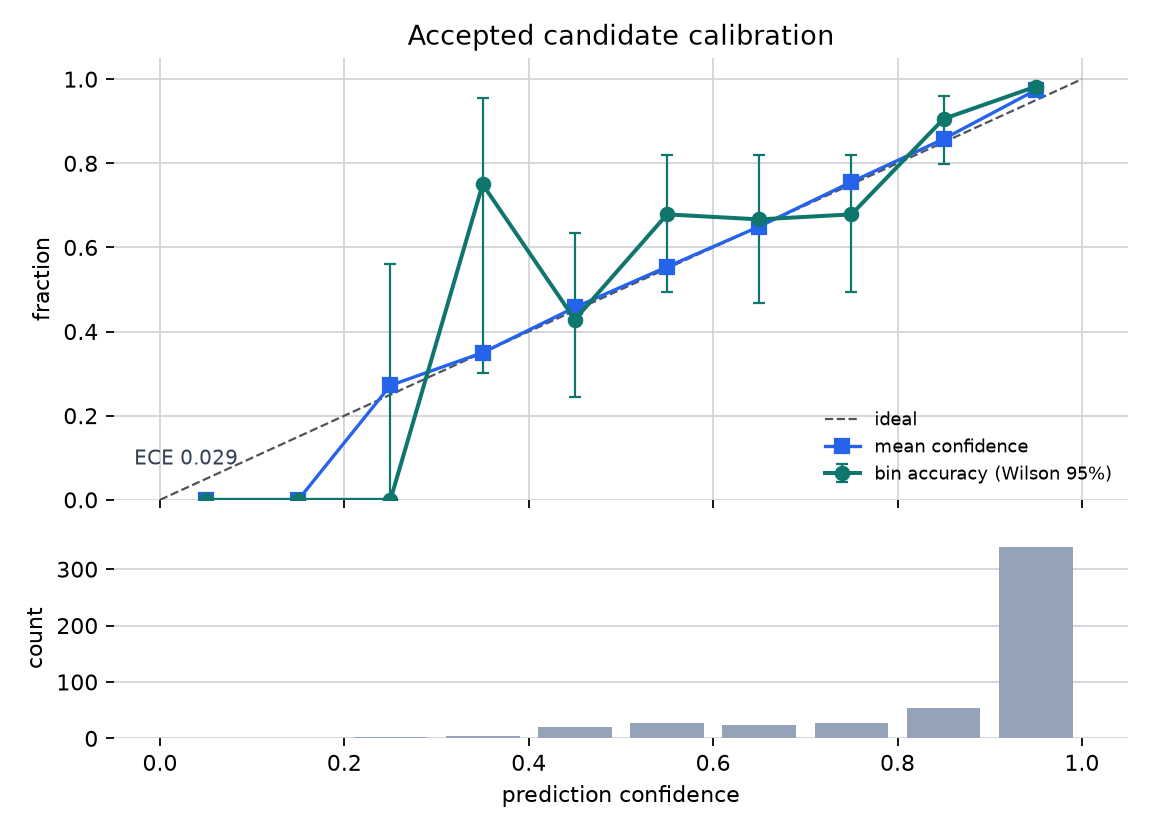 Accepted candidate calibration
1.0
0.8
0.6
0.4
0.2
0.0
fraction
ECE 0.029
ideal
mean confidence
bin accuracy (Wilson 95%)
300
200
100
0
count
0.0 0.2 0.4 0.6 0.8 1.0
prediction confidence